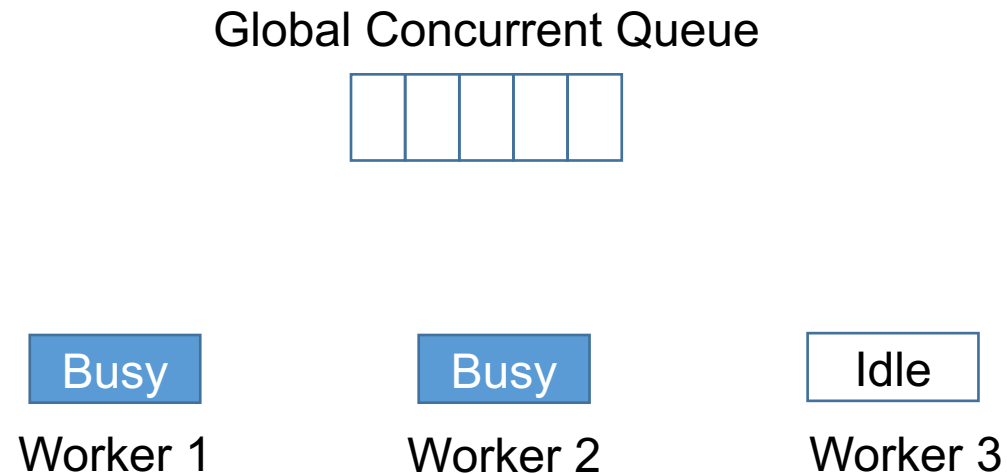 Global Concurrent Queue
Busy
Busy
Idle
Worker 1
Worker 2
Worker 3